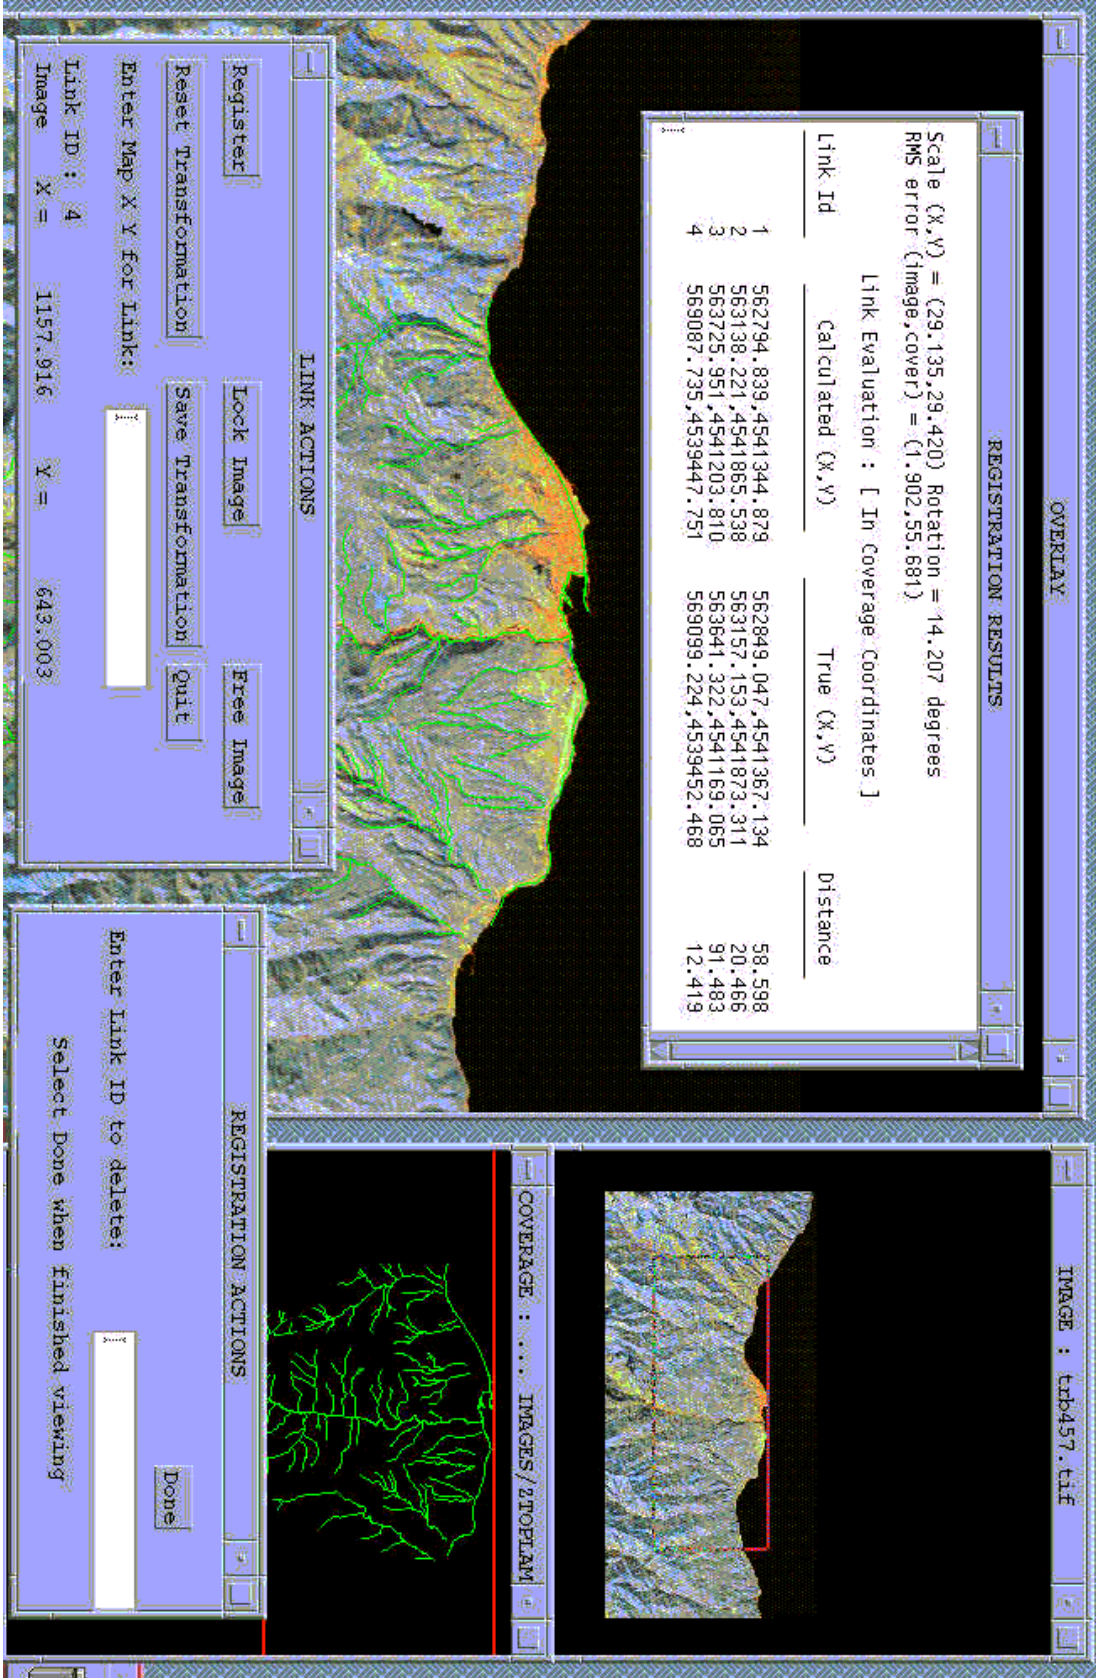 OVERLAY
REGISTRATION RESULTS
Scale (X,Y) = (29.135,29.420) Rotation = 14.207 degrees
RMS error (image,cover) = (1.902,55.681)
Link Evaluation : [ In Coverage Coordinates ]
Link Id Calculated (X,Y) True (X,Y) Distance
1 562794.839,4541344.879 562849.047,4541367.134 58.598
2 563138.221,4541865.538 563157.153,4541873.311 20.466
3 563725.951,4541203.810 563641.322,4541169.065 91.483
4 569087.735,4539447.751 569099.224,4539452.468 12.419
LINK ACTIONS
Register Lock Image Free Image
Reset Transformation Save Transformation Quit
Enter Map X Y for Link:
Link ID : 4
Image X = 1157.916 Y = 643.003
IMAGE : trb457.tif
COVERAGE : ... IMAGES/ZTOPLAM
REGISTRATION ACTIONS
Done
Enter Link ID to delete:
Select Done when finished viewing